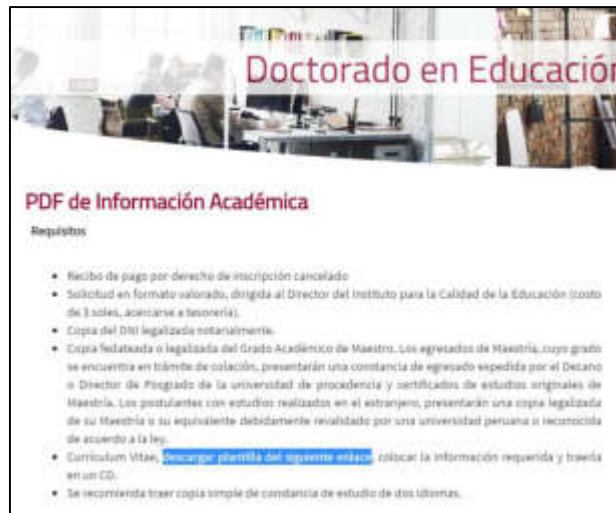 Doctorado en Educación
PDF de Información Académica
Requisitos
Recibo de pago por derecho de inscripción cancelado
Solicitud en formato valorado, dirigida al Director del Instituto para la Calidad de la Educación (costo
de 3 soles, acercarse a tesorería).
Copia del DNI legalizada notarialmente.
Copia fedateada o legalizada del Grado Académico de Maestro. Los egresados de Maestría, cuyo grado
se encuentra en trámite de colación, presentarán una constancia de egresado expedida por el Decano
o Director de Posgrado de la universidad de procedencia y certificados de estudios originales de
Maestría. Los postulantes con estudios realizados en el extranjero, presentarán una copia legalizada
de su Maestría o su equivalente debidamente revalidado por una universidad peruana o reconocida
de acuerdo a la ley.
Curriculum Vitae, descargar plantilla del siguiente enlace, colocar la información requerida y traerla
en un CD.
Se recomienda traer copia simple de constancia de estudio de dos idiomas.